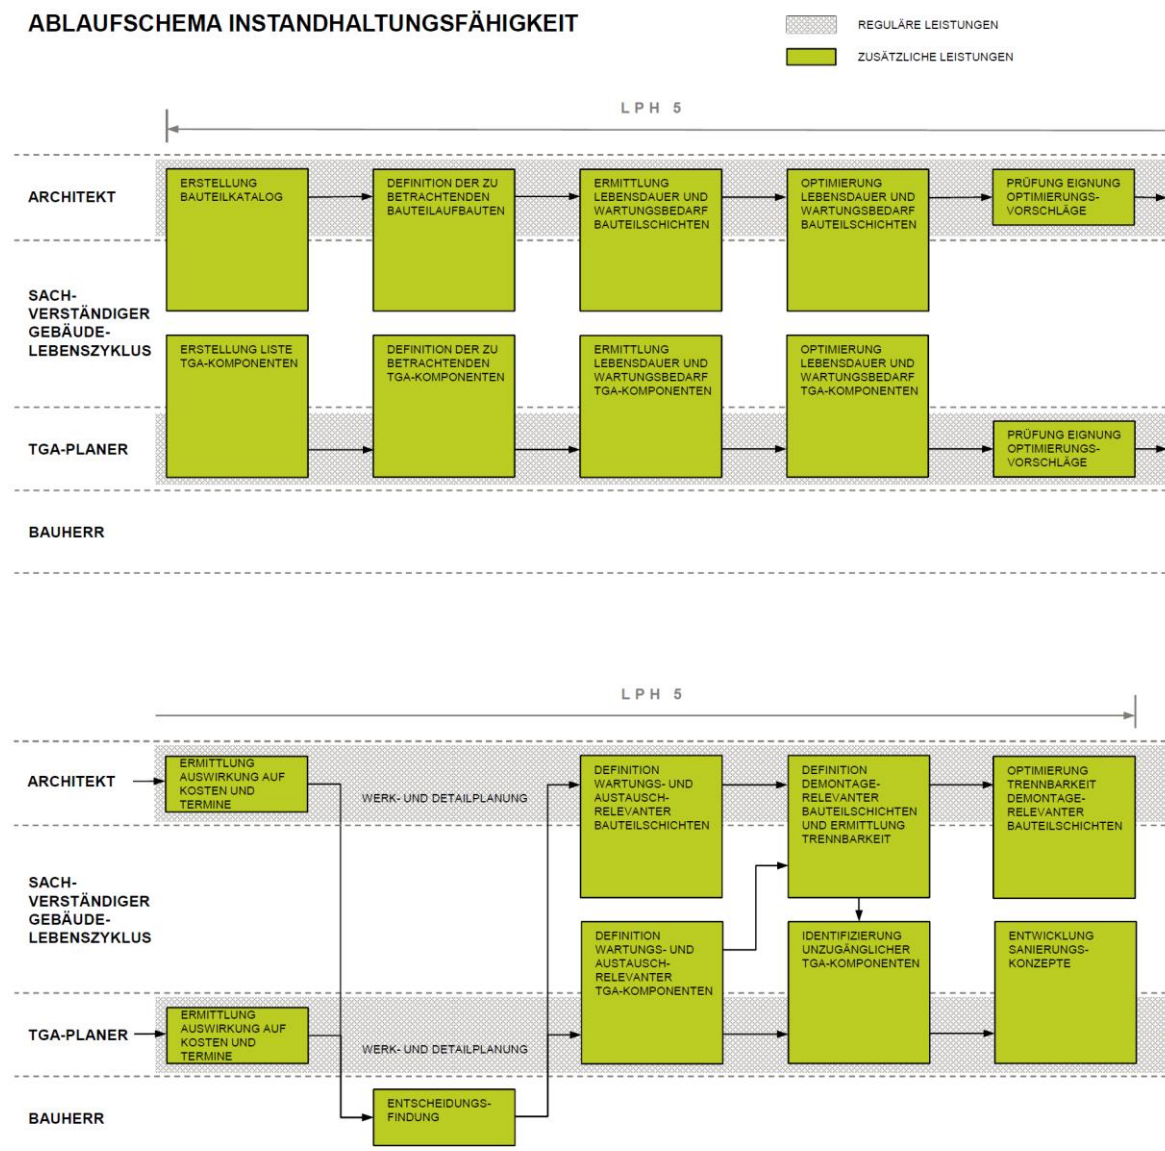 ABLAUFSCHEMA INSTANDHALTUNGSFÄHIGKEIT
REGULÄRE LEISTUNGEN
ZUSÄTZLICHE LEISTUNGEN
LPH 5
ARCHITEKT
ERSTELLUNG
BAUTEILKATALOG
DEFINITION DER ZU
BETRACHTENDEN
BAUTEILAUFBAUTEN
ERMITTLUNG
LEBENSDAUER UND
WARTUNGSBEDARF
BAUTEILSCHICHTEN
OPTIMIERUNG
LEBENSDAUER UND
WARTUNGSBEDARF
BAUTEILSCHICHTEN
PRÜFUNG EIGNUNG
OPTIMIERUNGS-
VORSCHLÄGE
SACH-
VERSTÄNDIGER
GEBÄUDE-
LEBENSZYKLUS
ERSTELLUNG LISTE
TGA-KOMPONENTEN
DEFINITION DER ZU
BETRACHTENDEN
TGA-KOMPONENTEN
ERMITTLUNG
LEBENSDAUER UND
WARTUNGSBEDARF
TGA-KOMPONENTEN
OPTIMIERUNG
LEBENSDAUER UND
WARTUNGSBEDARF
TGA-KOMPONENTEN
TGA-PLANER
PRÜFUNG EIGNUNG
OPTIMIERUNGS-
VORSCHLÄGE
BAUHERR
LPH 5
ARCHITEKT
ERMITTLUNG
AUSWIRKUNG AUF
KOSTEN UND
TERMINE
WERK- UND DETAILPLANUNG
DEFINITION
WARTUNGS- UND
AUSTAUSCH-
RELEVANTER
BAUTEILSCHICHTEN
DEFINITION
DEMONTAGE-
RELEVANTER
BAUTEILSCHICHTEN
UND ERMITTLUNG
TRENNBARKEIT
OPTIMIERUNG
TRENNBARKEIT
DEMONTAGE-
RELEVANTER
BAUTEILSCHICHTEN
SACH-
VERSTÄNDIGER
GEBÄUDE-
LEBENSZYKLUS
DEFINITION
WARTUNGS- UND
AUSTAUSCH-
RELEVANTER
TGA-KOMPONENTEN
IDENTIFIZIERUNG
UNZUGÄNGLICHER
TGA-KOMPONENTEN
ENTWICKLUNG
SANIERUNGS-
KONZEPTE
TGA-PLANER
ERMITTLUNG
AUSWIRKUNG AUF
KOSTEN UND
TERMINE
WERK- UND DETAILPLANUNG
BAUHERR
ENTSCHEIDUNGS-
FINDUNG